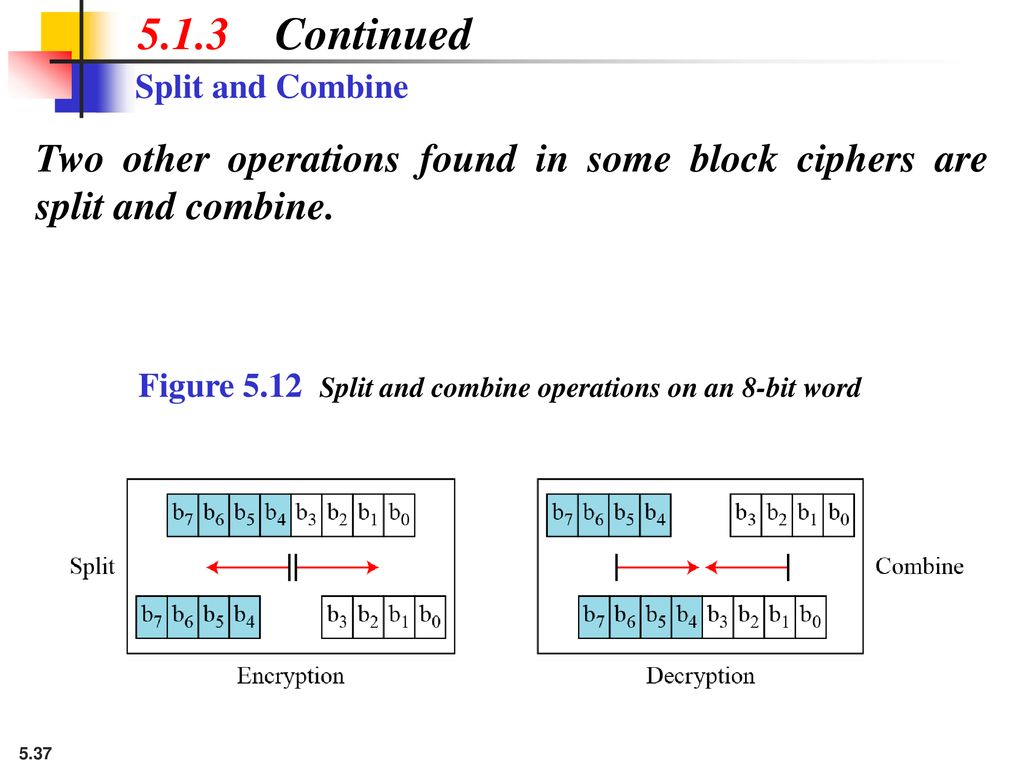 5.1.3 Continued
Split and Combine
Two other operations found in some block ciphers are
split and combine.
Figure 5.12 Split and combine operations on an 8-bit word
b7 b6 b5 b4 b3 b2 b1 b0
Split
b7 b6 b5 b4 b3 b2 b1 b0
Encryption
b7 b6 b5 b4 b3 b2 b1 b0
Combine
b7 b6 b5 b4 b3 b2 b1 b0
Decryption
5.37